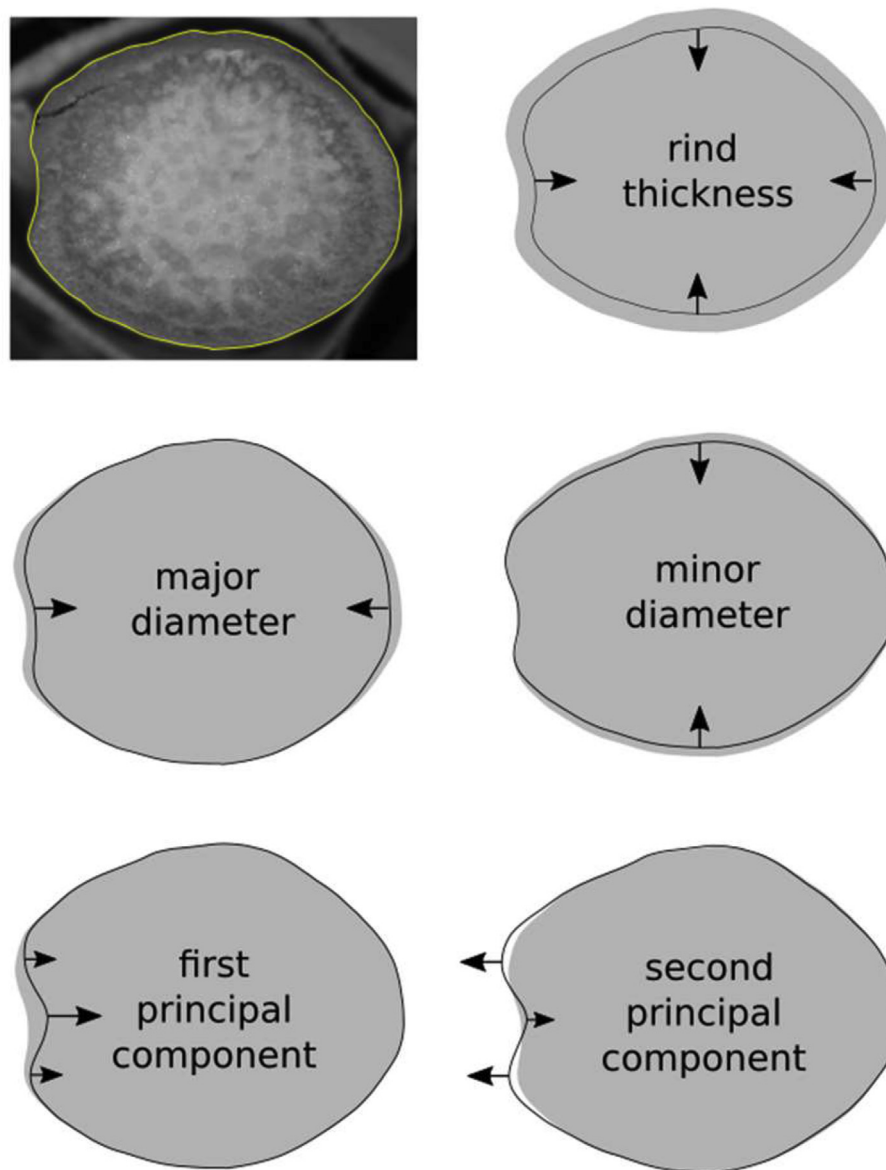 rind
thickness
major
diameter
minor
diameter
first
principal
component
second
principal
component